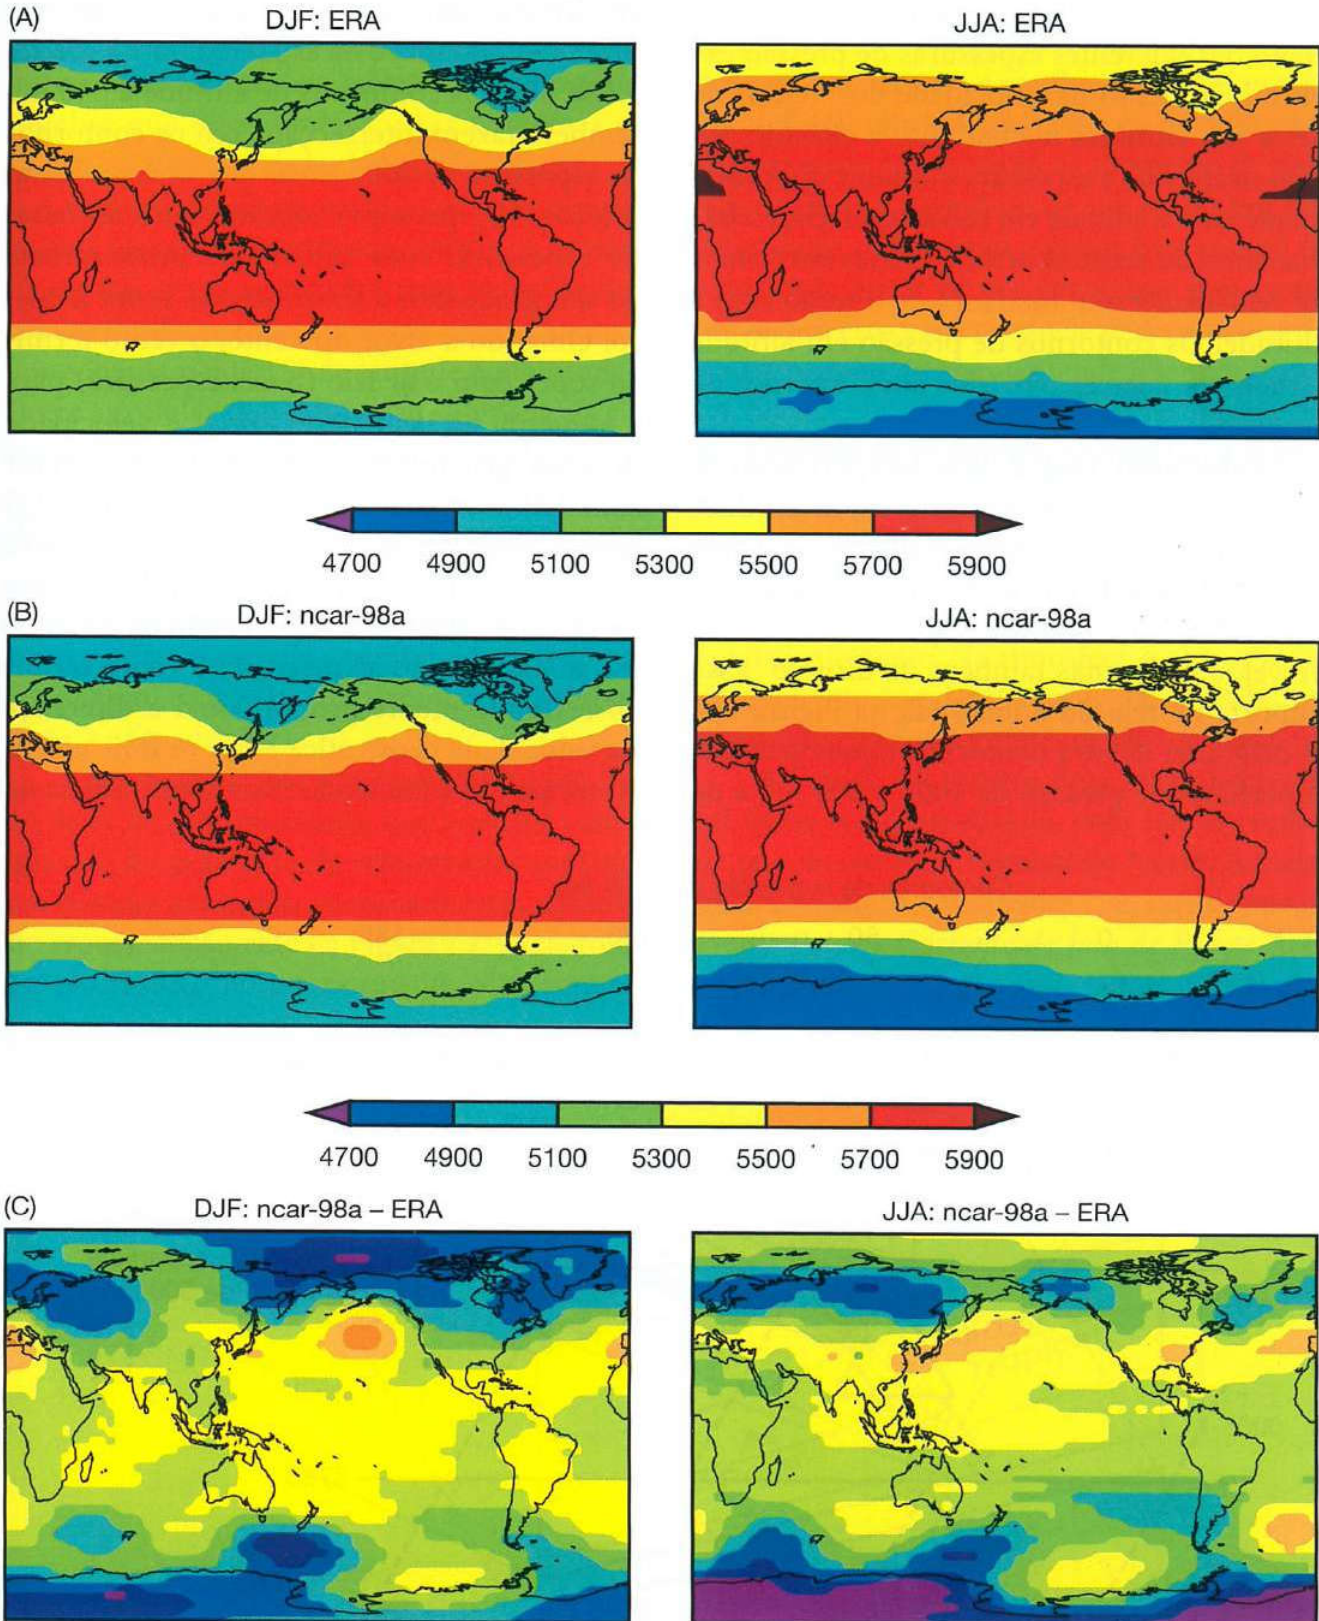 (A)
DJF: ERA
JJA: ERA
4700 4900 5100 5300 5500 5700 5900
(B)
DJF: ncar-98a
JJA: ncar-98a
4700 4900 5100 5300 5500 5700 5900
(C)
DJF: ncar-98a – ERA
JJA: ncar-98a – ERA